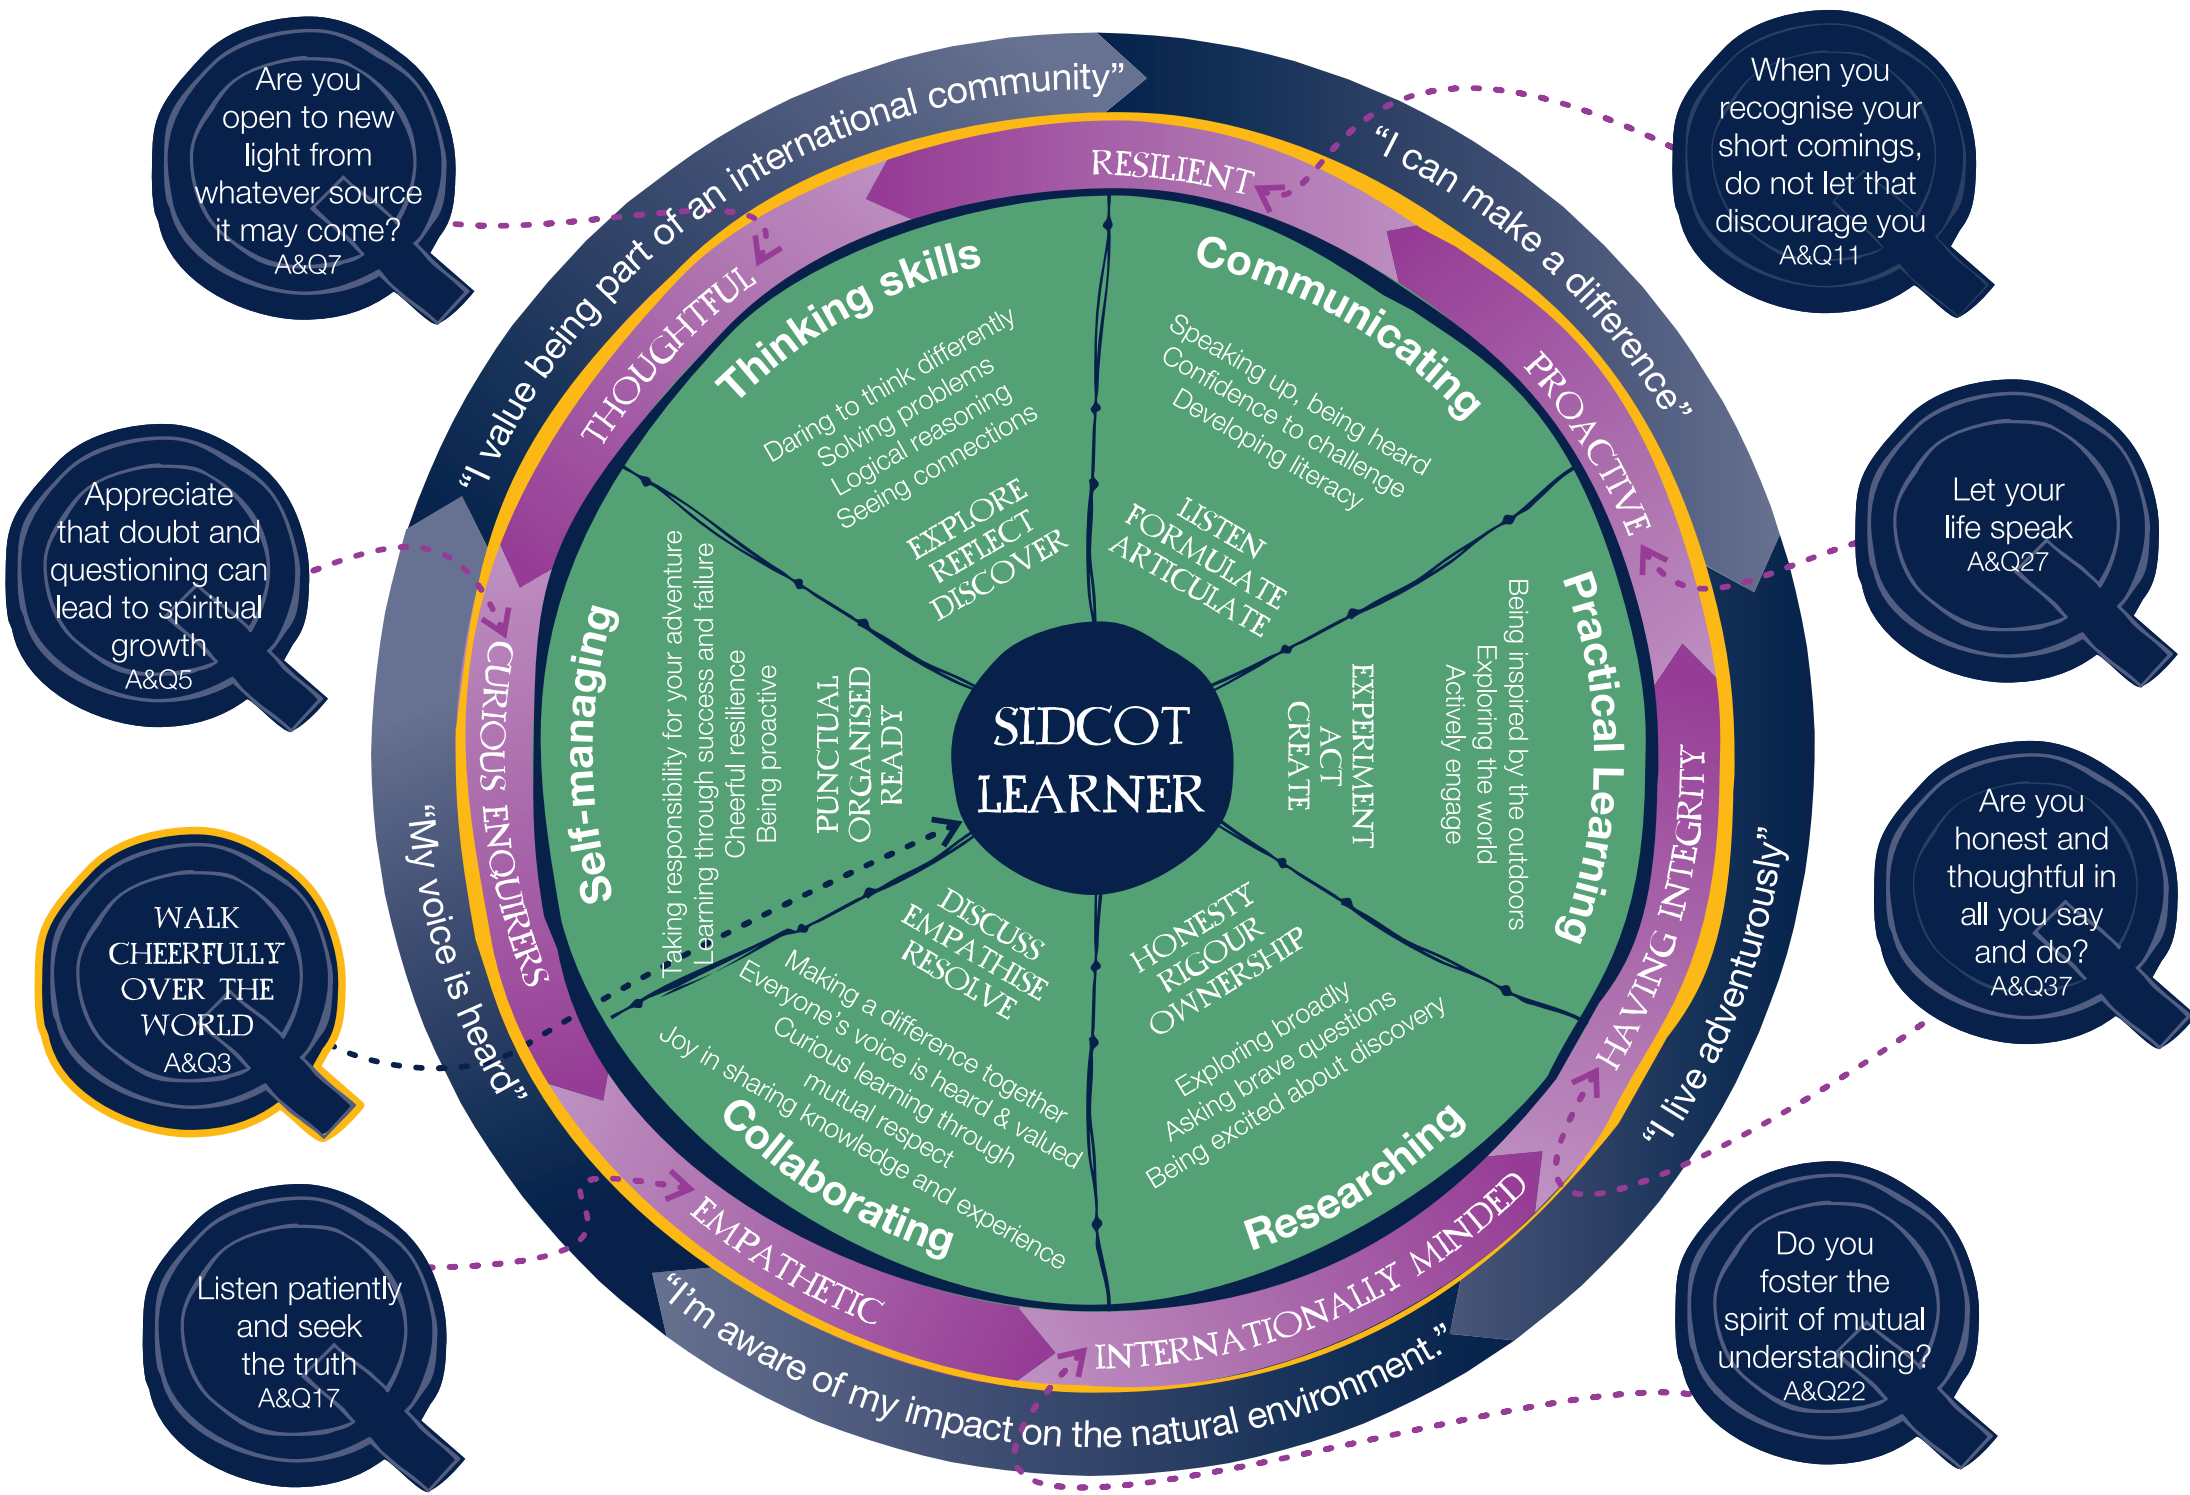 Are you
open to new
light from
whatever source
it may come?
A&Q7
When you
recognise your
short comings,
do not let that
discourage you
A&Q11
Appreciate
that doubt and
questioning can
lead to spiritual
growth
A&Q5
Let your
life speak
A&Q27
WALK
CHEERFULLY
OVER THE
WORLD
A&Q3
Are you
honest and
thoughtful in
all you say
and do?
A&Q37
Listen patiently
and seek
the truth
A&Q17
Do you
foster the
spirit of mutual
understanding?
A&Q22
“I value being part of an international community”
“I can make a difference”
“I live adventurously”
“I'm aware of my impact on the natural environment.”
“My voice is heard”
RESILIENT
PROACTIVE
HAVING INTEGRITY
INTERNATIONALLY MINDED
EMPATHETIC
CURIOUS ENQUIRERS
THOUGHTFUL
Thinking skills
Daring to think differently
Solving problems
Logical reasoning
Seeing connections
EXPLORE
REFLECT
DISCOVER
Communicating
Speaking up, being heard
Confidence to challenge
Developing literacy
LISTEN
FORMULATE
ARTICULATE
Practical Learning
Being inspired by the outdoors
Exploring the world
Actively engage
EXPERIMENT
ACT
CREATE
HONESTY
RIGOUR
OWNERSHIP
Exploring broadly
Asking brave questions
Being excited about discovery
Researching
DISCUSS
EMPATHISE
RESOLVE
Making a difference together
Everyone's voice is heard & valued
Curious learning through
mutual respect
Joy in sharing knowledge and experience
Collaborating
Self-managing
Taking responsibility for your adventure
Learning through success and failure
Cheerful resilience
Being proactive
PUNCTUAL
ORGANISED
READY
SIDCOT
LEARNER